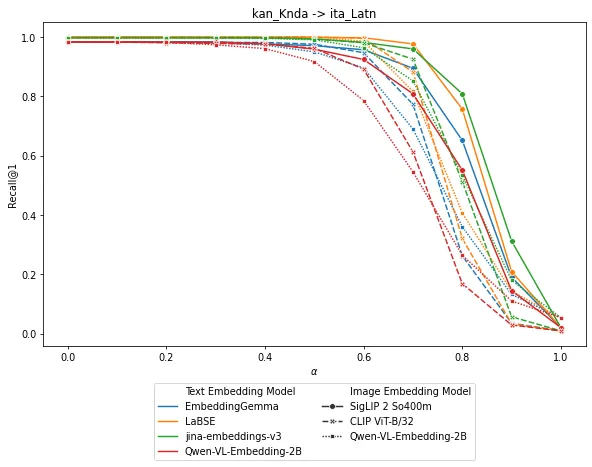 kan_Knda -> ita_Latn
Recall@1
1.0
0.8
0.6
0.4
0.2
0.0
0.0 0.2 0.4 0.6 0.8 1.0
α
Text Embedding Model Image Embedding Model
EmbeddingGemma SigLIP 2 So400m
LaBSE CLIP ViT-B/32
jina-embeddings-v3 Qwen-VL-Embedding-2B
Qwen-VL-Embedding-2B